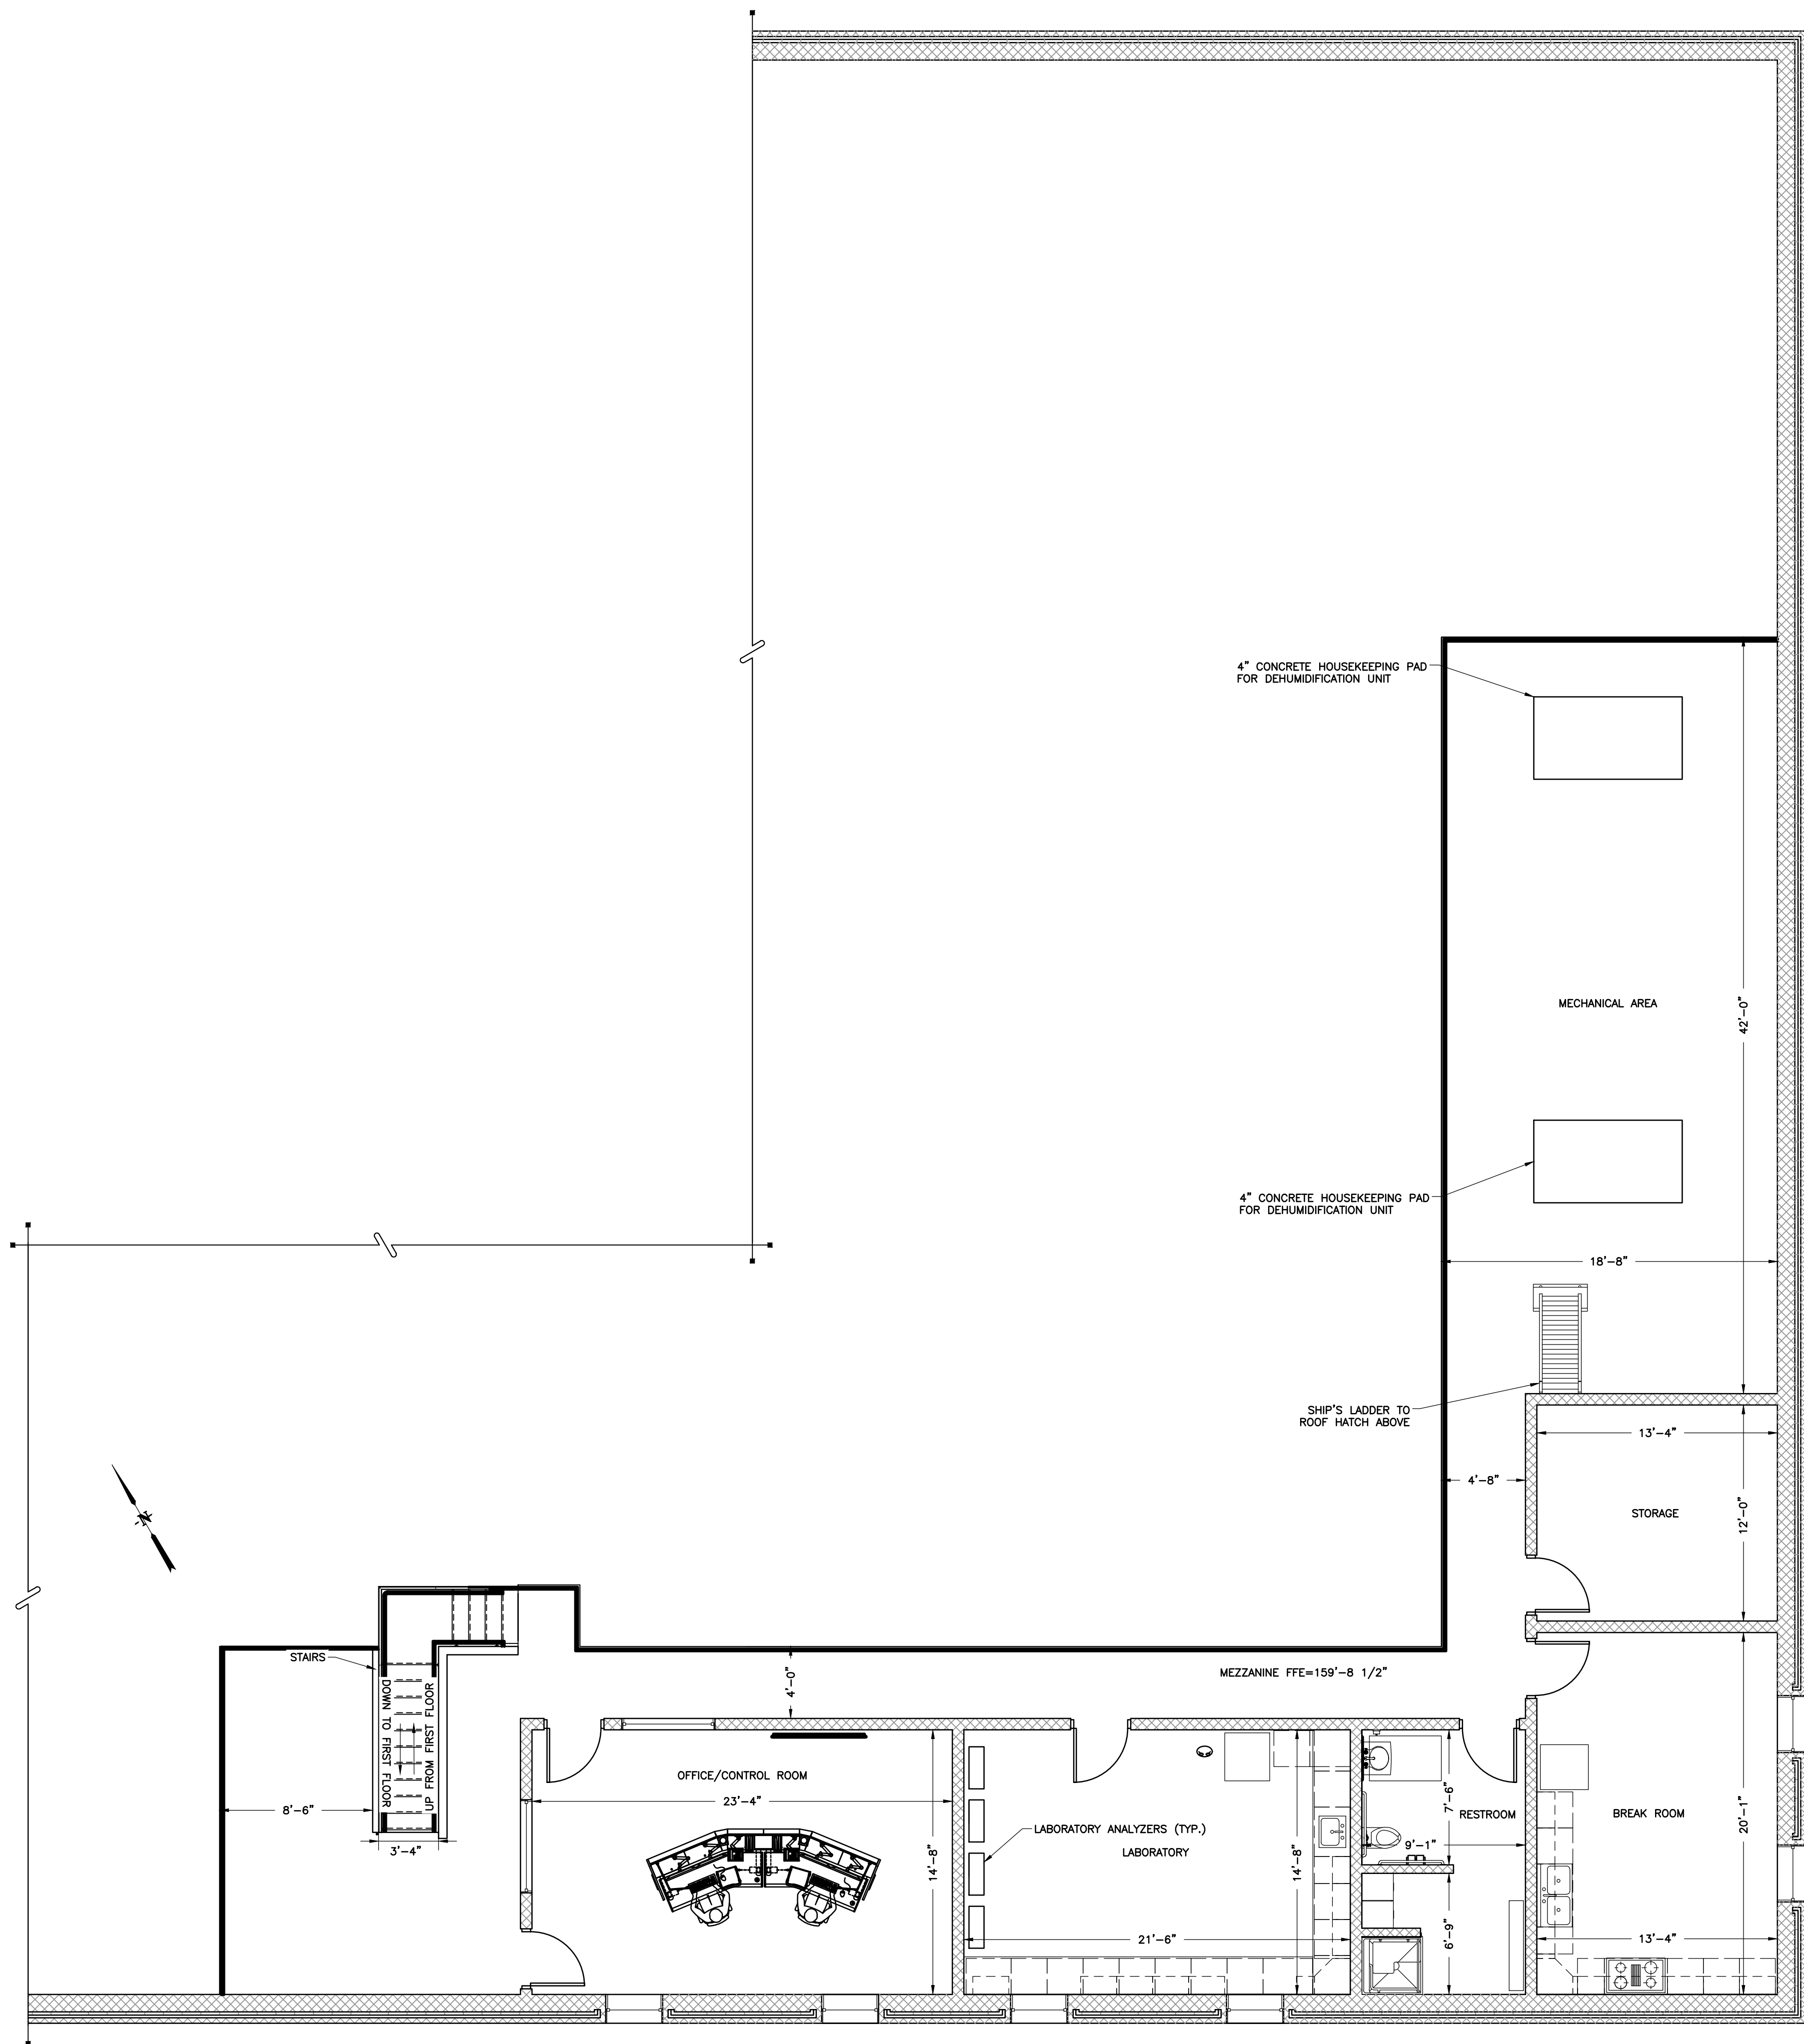 4" CONCRETE HOUSEKEEPING PAD
FOR DEHUMIDIFICATION UNIT
MECHANICAL AREA
42'-0"
4" CONCRETE HOUSEKEEPING PAD
FOR DEHUMIDIFICATION UNIT
18'-8"
SHIP'S LADDER TO
ROOF HATCH ABOVE
13'-4"
4'-8"
STORAGE
12'-0"
N
STAIRS
DOWN TO FIRST FLOOR
UP FROM FIRST FLOOR
8'-6"
3'-4"
4'-0"
MEZZANINE FFE=159'-8 1/2"
OFFICE/CONTROL ROOM
23'-4"
14'-8"
LABORATORY ANALYZERS (TYP.)
LABORATORY
14'-8"
21'-6"
7'-6"
RESTROOM
9'-1"
6'-9"
BREAK ROOM
20'-1"
13'-4"